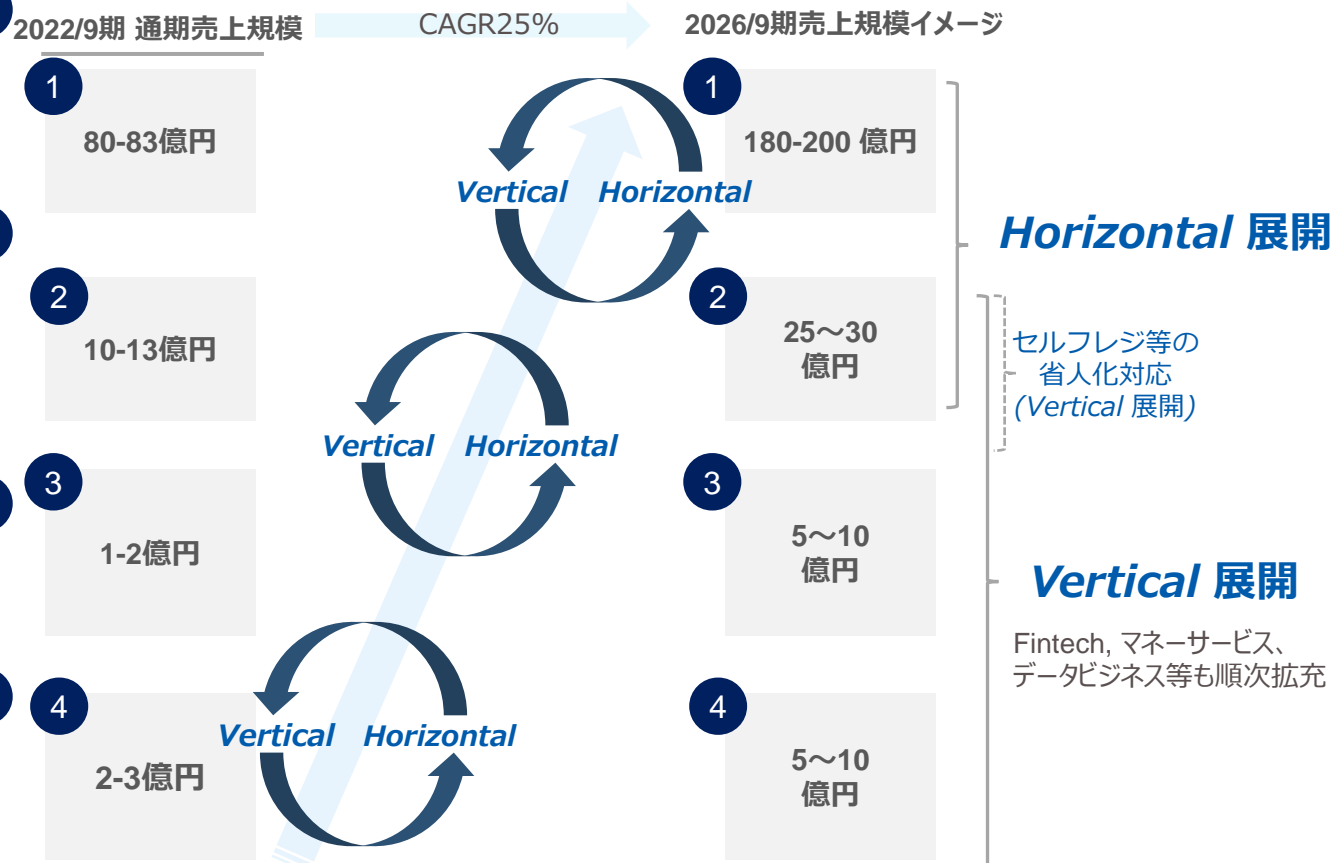 2022/9期 通期売上規模
CAGR25%
2026/9期売上規模イメージ
1
80-83億円
Vertical Horizontal
1
180-200 億円
Horizontal 展開
2
10-13億円
2
25～30
億円
セルフレジ等の
省人化対応
(Vertical 展開)
Vertical Horizontal
3
1-2億円
3
5～10
億円
Vertical 展開
Fintech, マネーサービス、
データビジネス等も順次拡充
4
2-3億円
Vertical Horizontal
4
5～10
億円